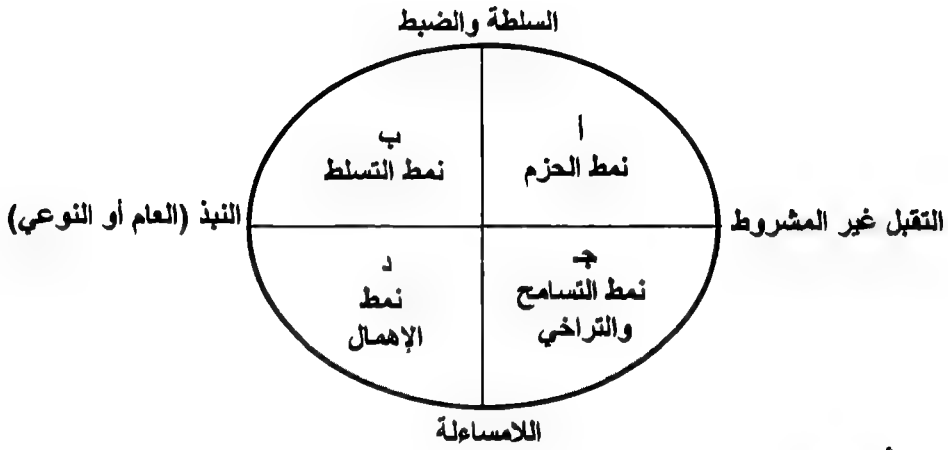 السلطة والضبط
أ
نمط الحزم
ب
نمط التسلط
التقبل غير المشروط
النبذ (العام أو النوعي)
جـ
نمط التسامح
والتراخي
د
نمط
الإهمال
اللامساءلة